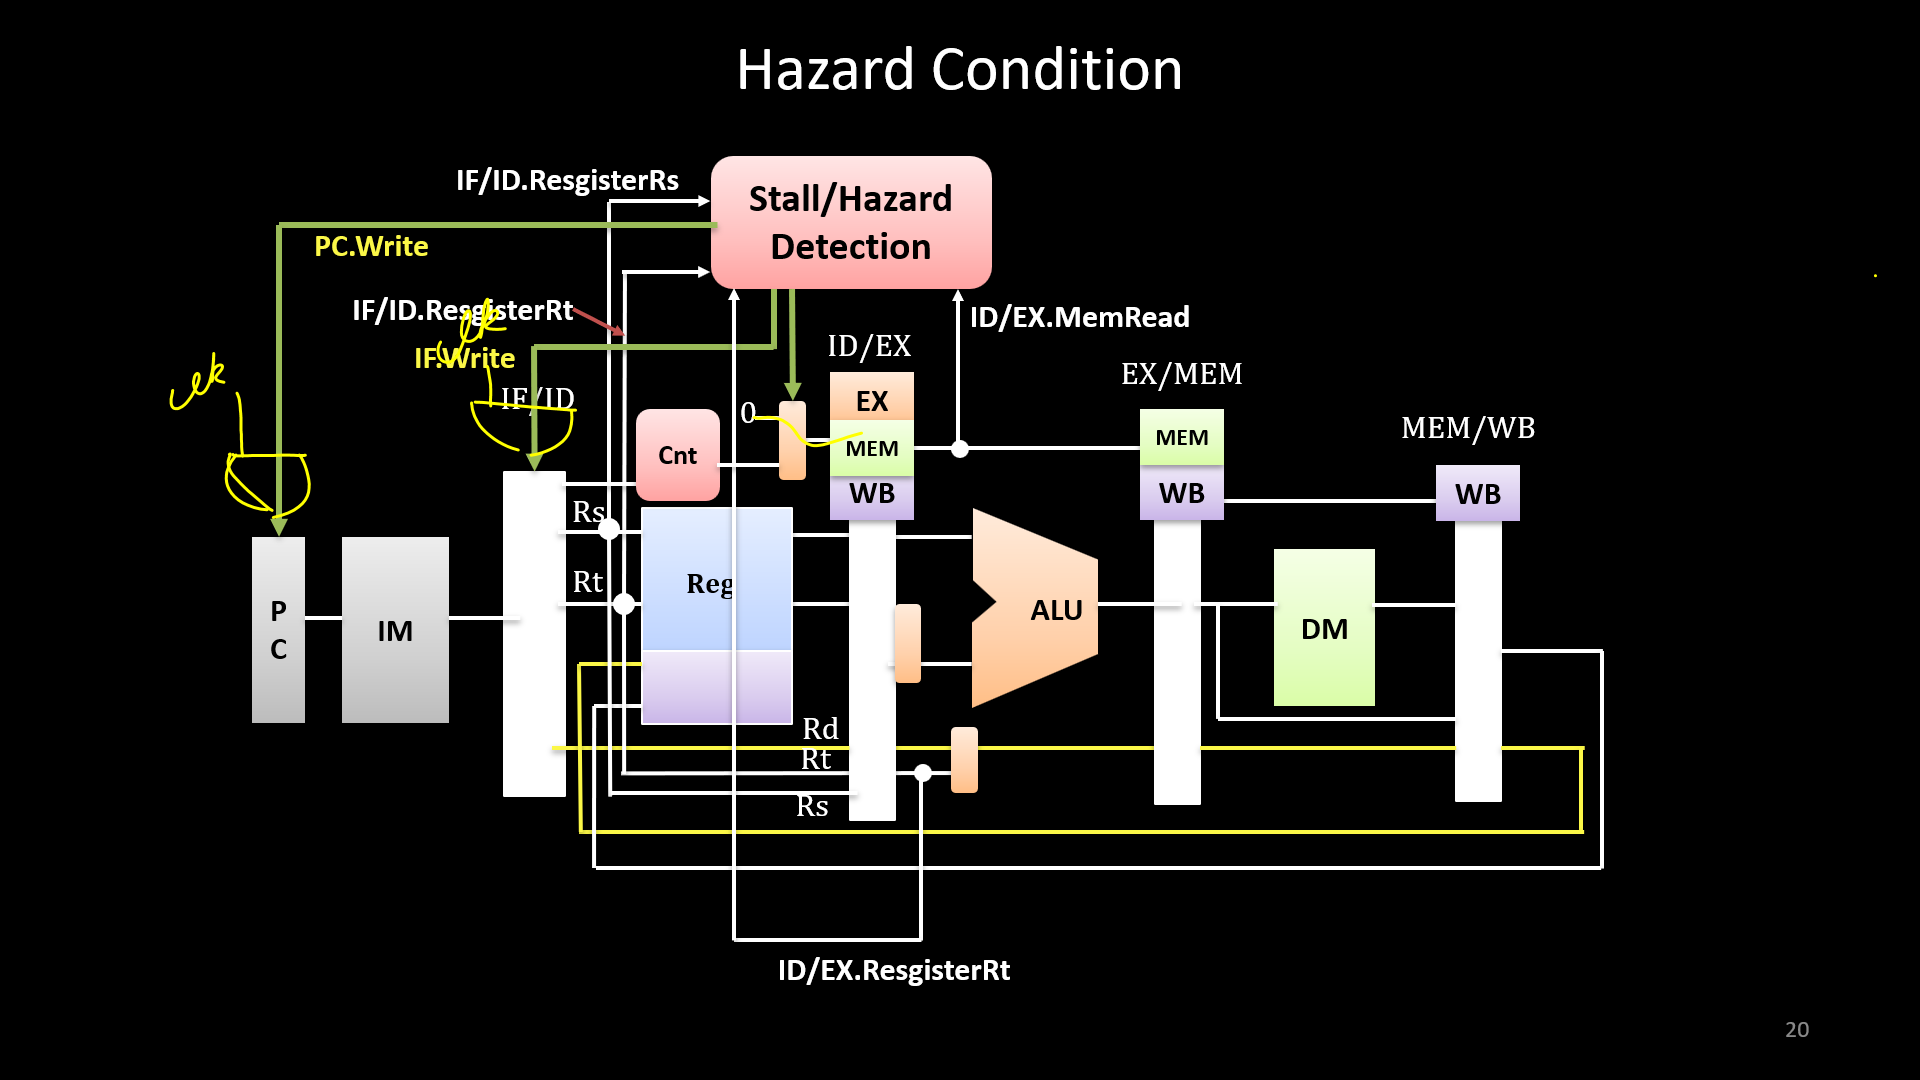 Hazard Condition
IF/ID.ResgisterRs
Stall/Hazard
Detection
PC.Write
IF/ID.ResgisterRt
ID/EX.MemRead
IF.Write
ID/EX
EX/MEM
IF/ID
MEM/WB
0
EX
MEM
WB
Cnt
MEM
WB
WB
Rs
Rt
Reg
P
C
IM
ALU
DM
Rd
Rt
Rs
ID/EX.ResgisterRt
20